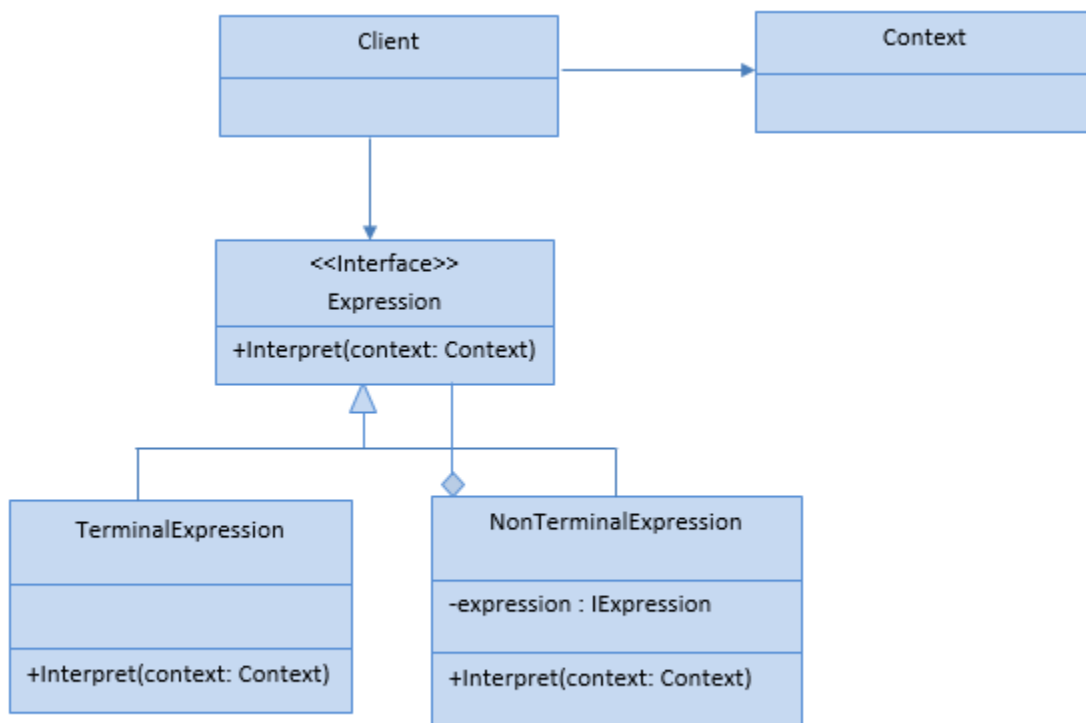 Client
Context
<<Interface>>
Expression
+Interpret(context: Context)
TerminalExpression
+Interpret(context: Context)
NonTerminalExpression
-expression : IExpression
+Interpret(context: Context)